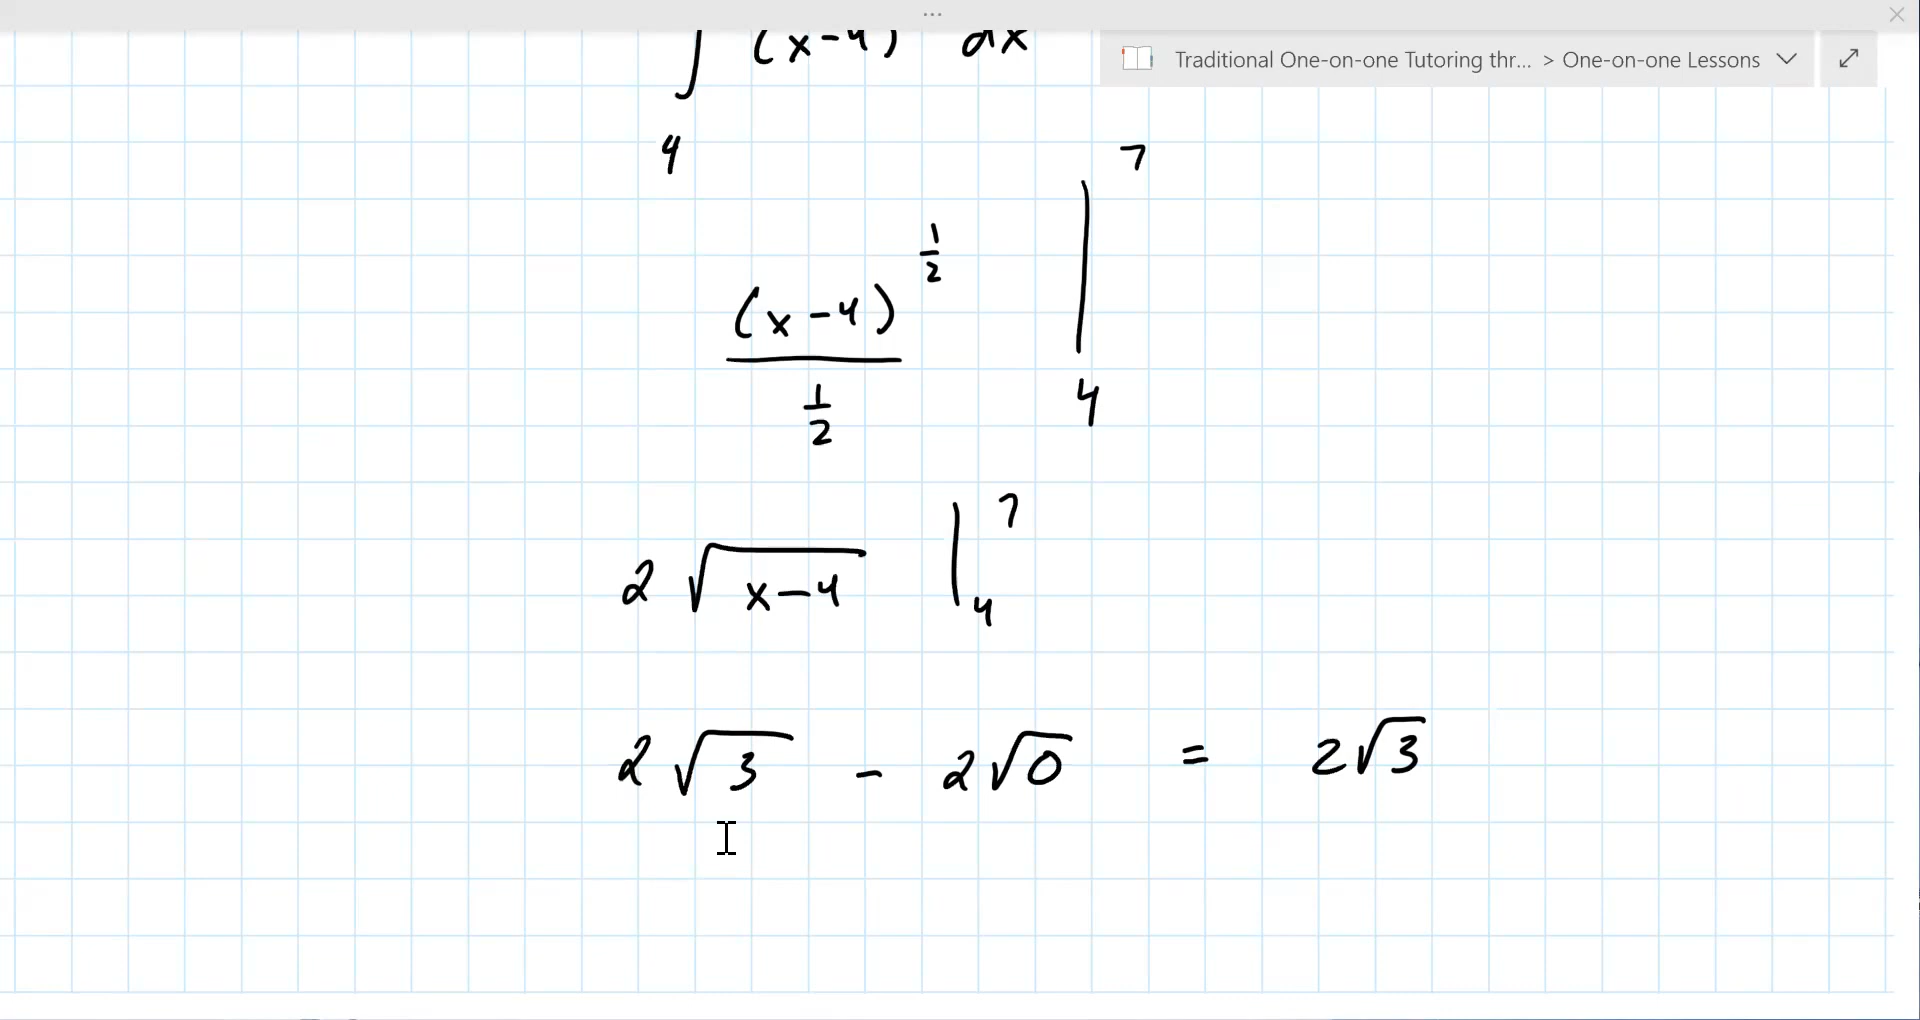 ...
Traditional One-on-one Tutoring thr... > One-on-one Lessons
∫ (x-4) dx
4
(x-4)^(1/2) / (1/2) | 7 4
2√(x-4) | 7 4
2√3 - 2√0 = 2√3